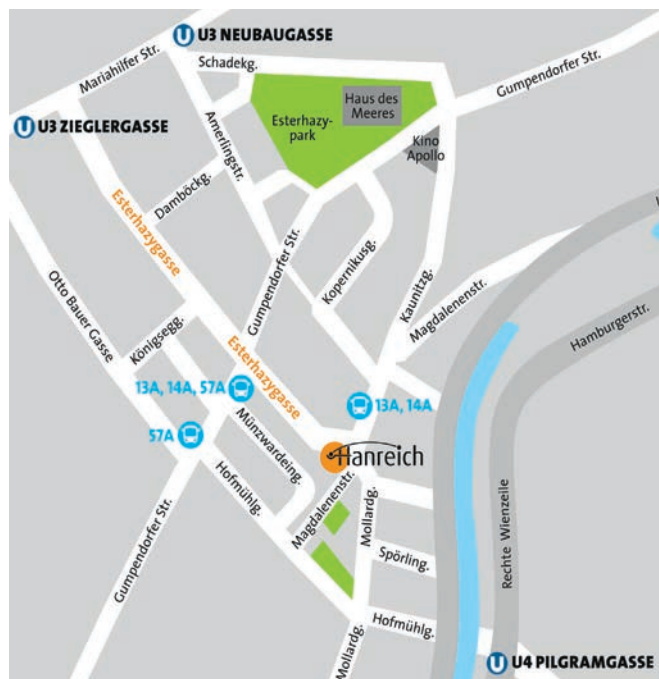 U U3 NEUBAUGASSE
Mariahilfer Str.
Schadekg.
Gumpendorfer Str.
Haus des
Meeres
Esterhazy-
park
U U3 ZIEGLERGASSE
Amerlingstr.
Kino
Apollo
Damböckg.
Esterhazygasse
Gumpendorfer Str.
Kopernikusg.
Kaunitzg.
Magdalenenstr.
Otto Bauer Gasse
Königsegg.
Hamburgerstr.
Esterhazygasse
13A, 14A, 57A
13A, 14A
57A
Münzwardeing.
Hanreich
Hofmühlg.
Magdalenenstr.
Mollardg.
Rechte Wienzeile
Gumpendorfer Str.
Spörling.
Hofmühlg.
Mollardg.
U U4 PILGRAMGASSE